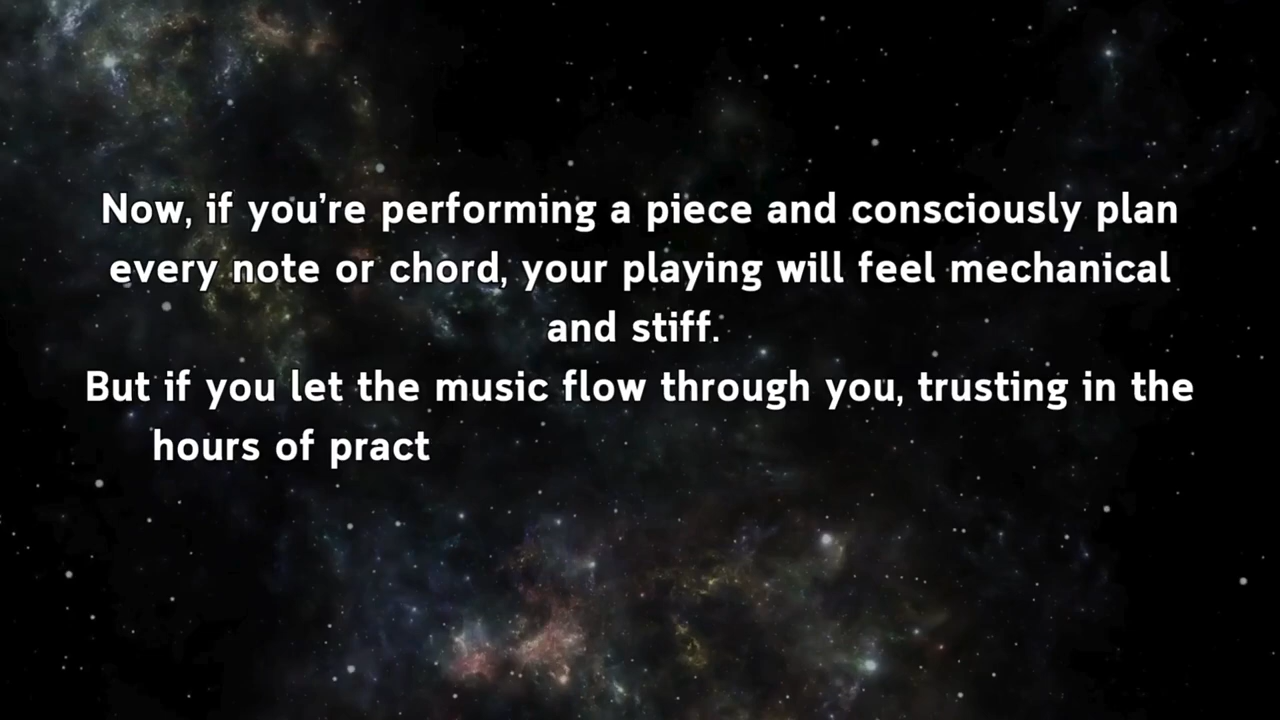 Now, if you’re performing a piece and consciously plan
every note or chord, your playing will feel mechanical
and stiff.
But if you let the music flow through you, trusting in the
hours of pract